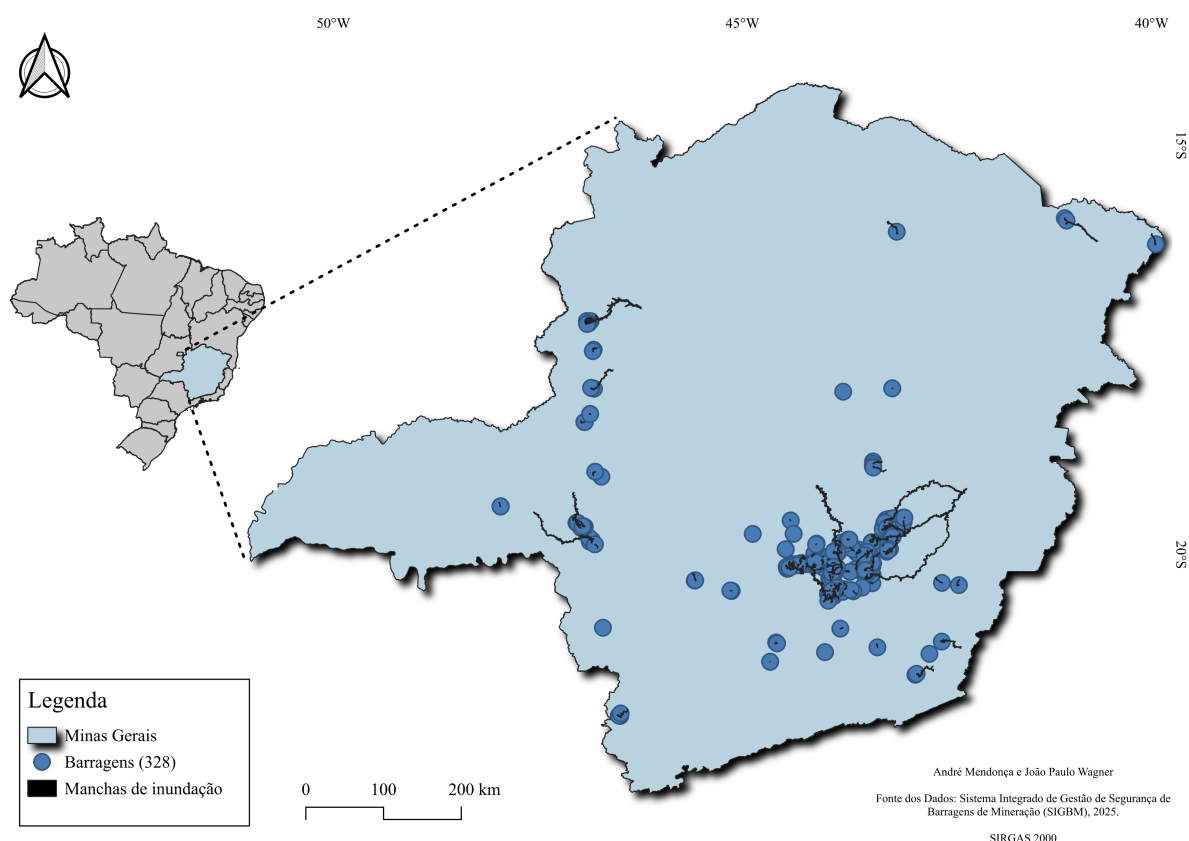 50°W
45°W
40°W
15°S
20°S
Legenda
Minas Gerais
Barragens (328)
Manchas de inundação
0
100
200 km
André Mendonça e João Paulo Wagner
Fonte dos Dados: Sistema Integrado de Gestão de Segurança de
Barragens de Mineração (SIGBM), 2025.
SIRGAS 2000